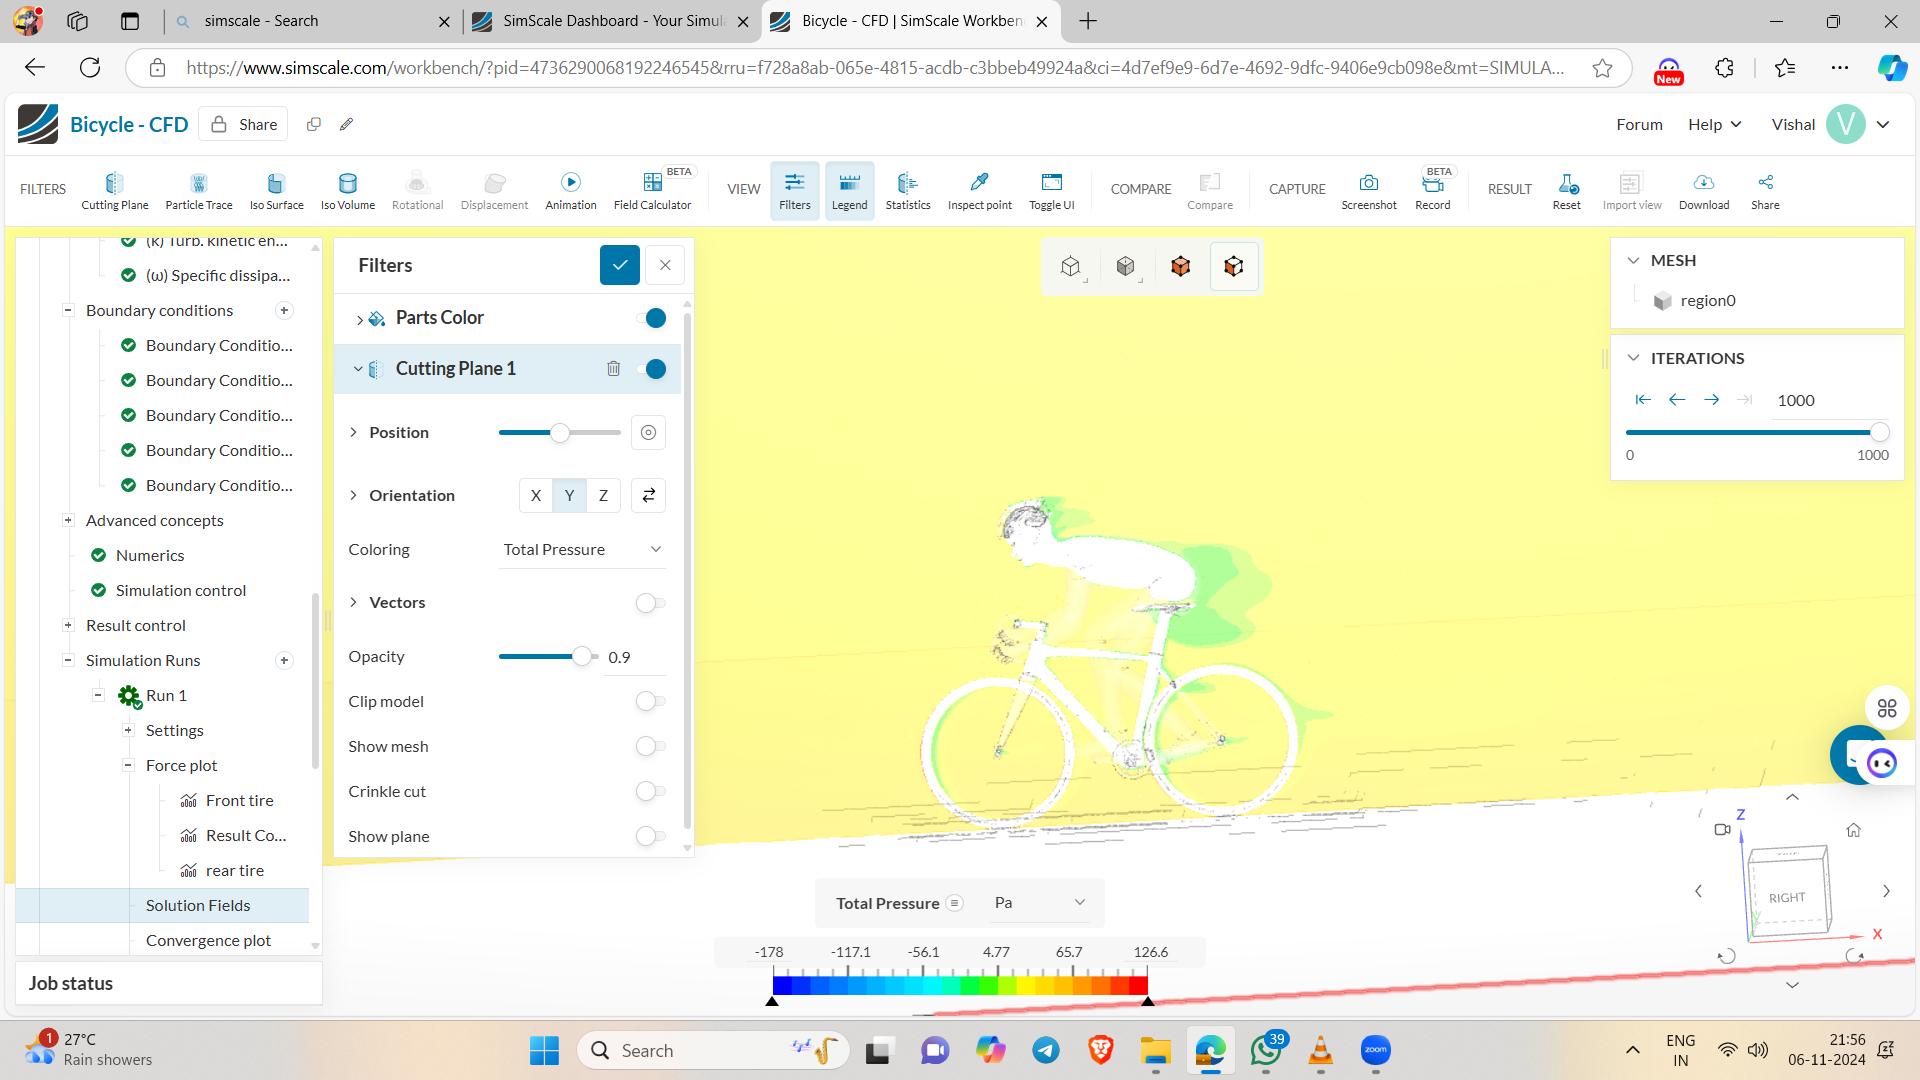 simscale - Search
SimScale Dashboard - Your Simul
Bicycle - CFD | SimScale Workben
https://www.simscale.com/workbench/?pid=4736290068192246545&rru=f728a8ab-065e-4815-acdb-c3bbeb49924a&ci=4d7ef9e9-6d7e-4692-9dfc-9406e9cb098e&mt=SIMULA...
New
Bicycle - CFD
Share
Forum
Help
Vishal
V
FILTERS
Cutting Plane
Particle Trace
Iso Surface
Iso Volume
Rotational
Displacement
Animation
BETA
Field Calculator
VIEW
Filters
Legend
Statistics
Inspect point
Toggle UI
COMPARE
Compare
CAPTURE
Screenshot
BETA
Record
RESULT
Reset
Import view
Download
Share
(k) Turb. kinetic en...
(ω) Specific dissipa...
Boundary conditions
Boundary Conditio...
Boundary Conditio...
Boundary Conditio...
Boundary Conditio...
Boundary Conditio...
Advanced concepts
Numerics
Simulation control
Result control
Simulation Runs
Run 1
Settings
Force plot
Front tire
Result Co...
rear tire
Solution Fields
Convergence plot
Job status
Filters
Parts Color
Cutting Plane 1
Position
Orientation
X Y Z
Coloring
Total Pressure
Vectors
Opacity
0.9
Clip model
Show mesh
Crinkle cut
Show plane
MESH
region0
ITERATIONS
1000
0
1000
Z
RIGHT
Y
X
Total Pressure
Pa
-178 -117.1 -56.1 4.77 65.7 126.6
1
27°C
Rain showers
Search
39
zoom
ENG
IN
21:56
06-11-2024